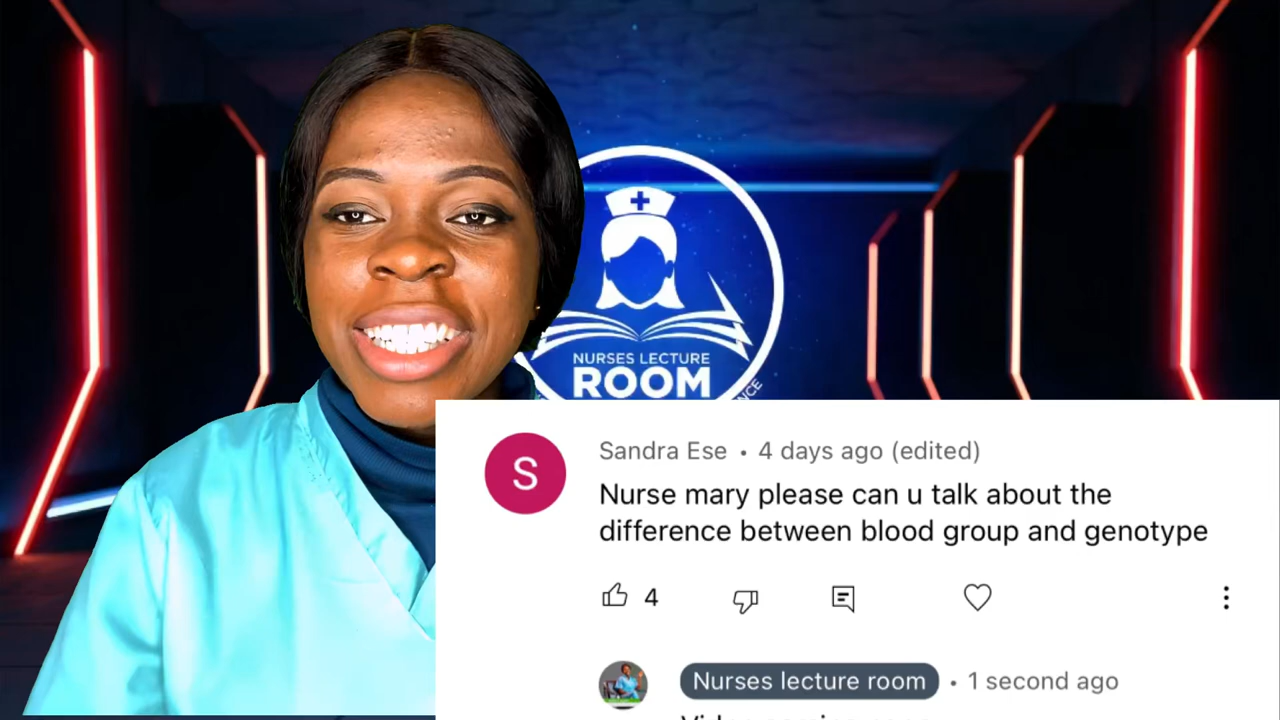 NURSES LECTURE
ROOM
S
Sandra Ese • 4 days ago (edited)
Nurse mary please can u talk about the
difference between blood group and genotype
4
Nurses lecture room • 1 second ago